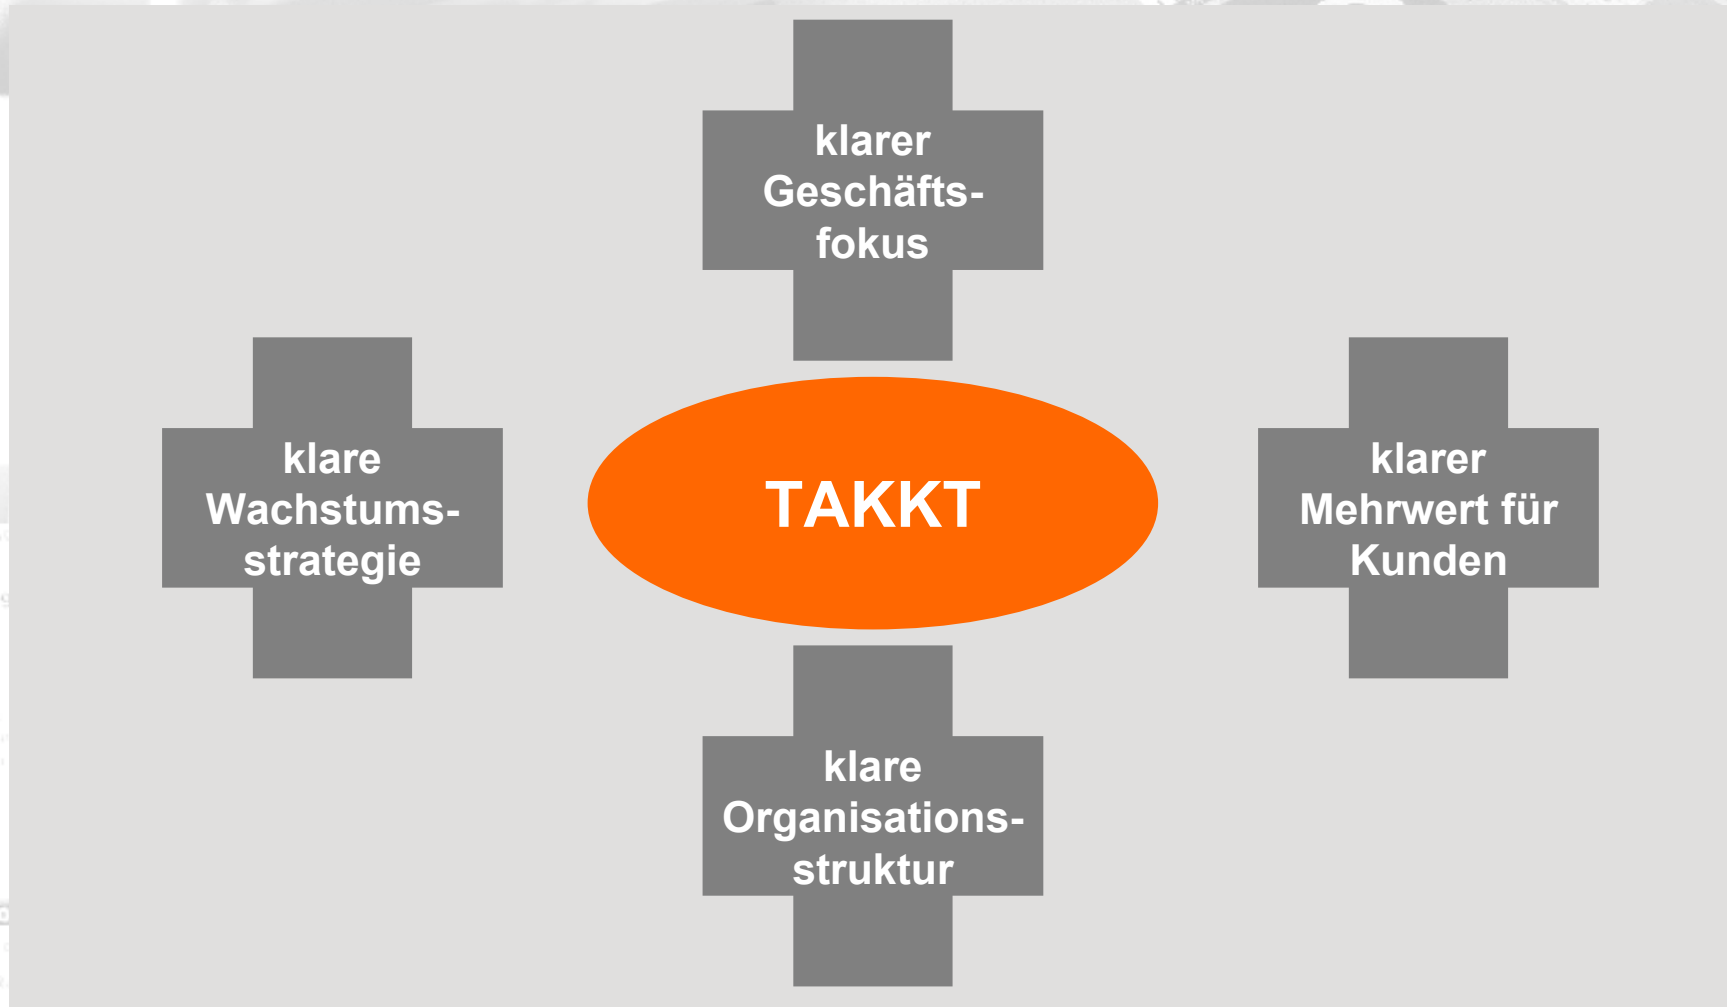 klarer
Geschäfts-
fokus
klare
Wachstums-
strategie
TAKKT
klarer
Mehrwert für
Kunden
klare
Organisations-
struktur